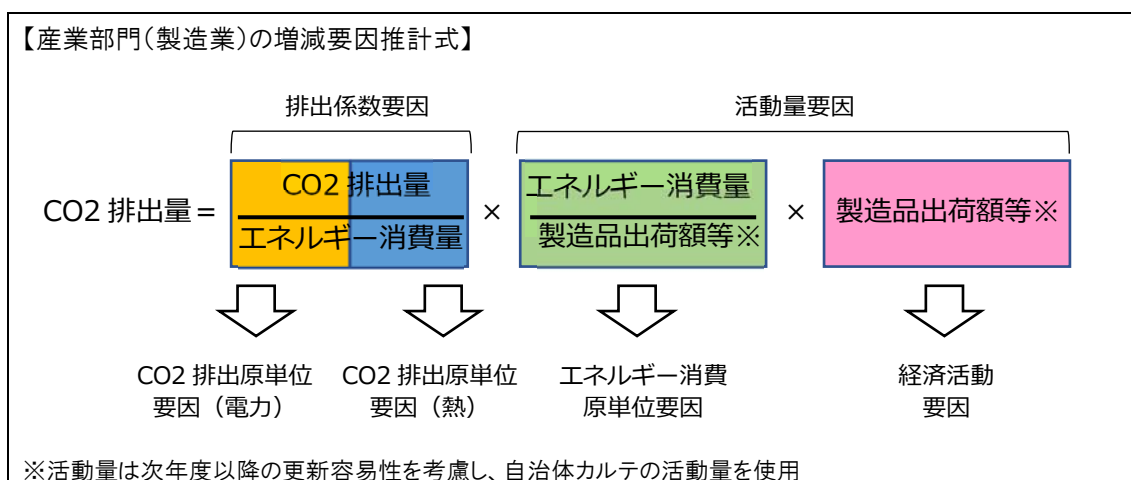 【産業部門(製造業)の増減要因推計式】
排出係数要因
活動量要因
CO2 排出量＝
CO2 排出量
エネルギー消費量
×
エネルギー消費量
製造品出荷額等※
×
製造品出荷額等※
CO2 排出原単位
要因（電力）
CO2 排出原単位
要因（熱）
エネルギー消費
原単位要因
経済活動
要因
※活動量は次年度以降の更新容易性を考慮し、自治体カルテの活動量を使用